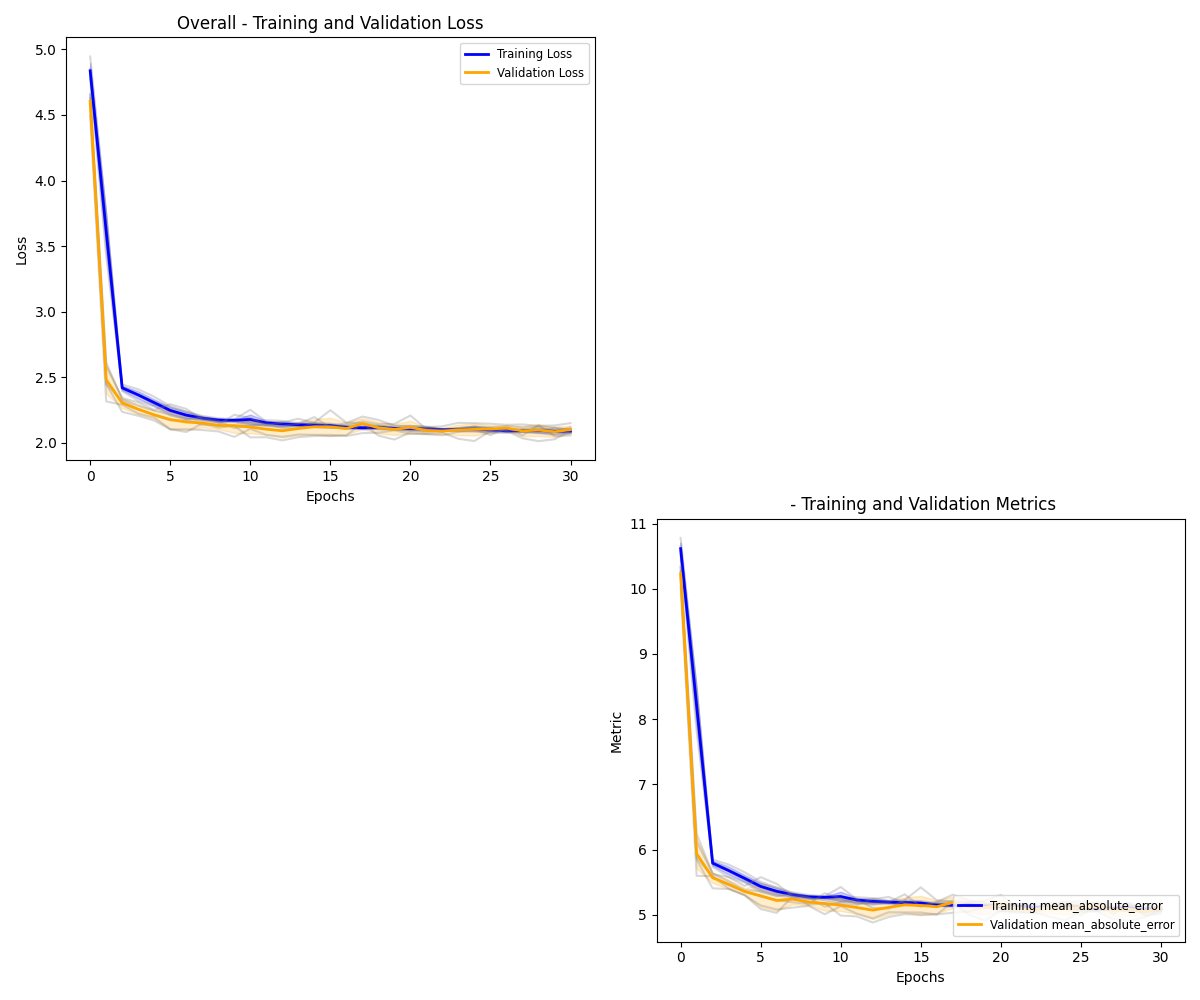 Overall - Training and Validation Loss
5.0
4.5
4.0
3.5
3.0
2.5
2.0
Loss
Training Loss
Validation Loss
0 5 10 15 20 25 30
Epochs
- Training and Validation Metrics
11
10
9
8
7
6
5
Metric
Training mean_absolute_error
Validation mean_absolute_error
0 5 10 15 20 25 30
Epochs